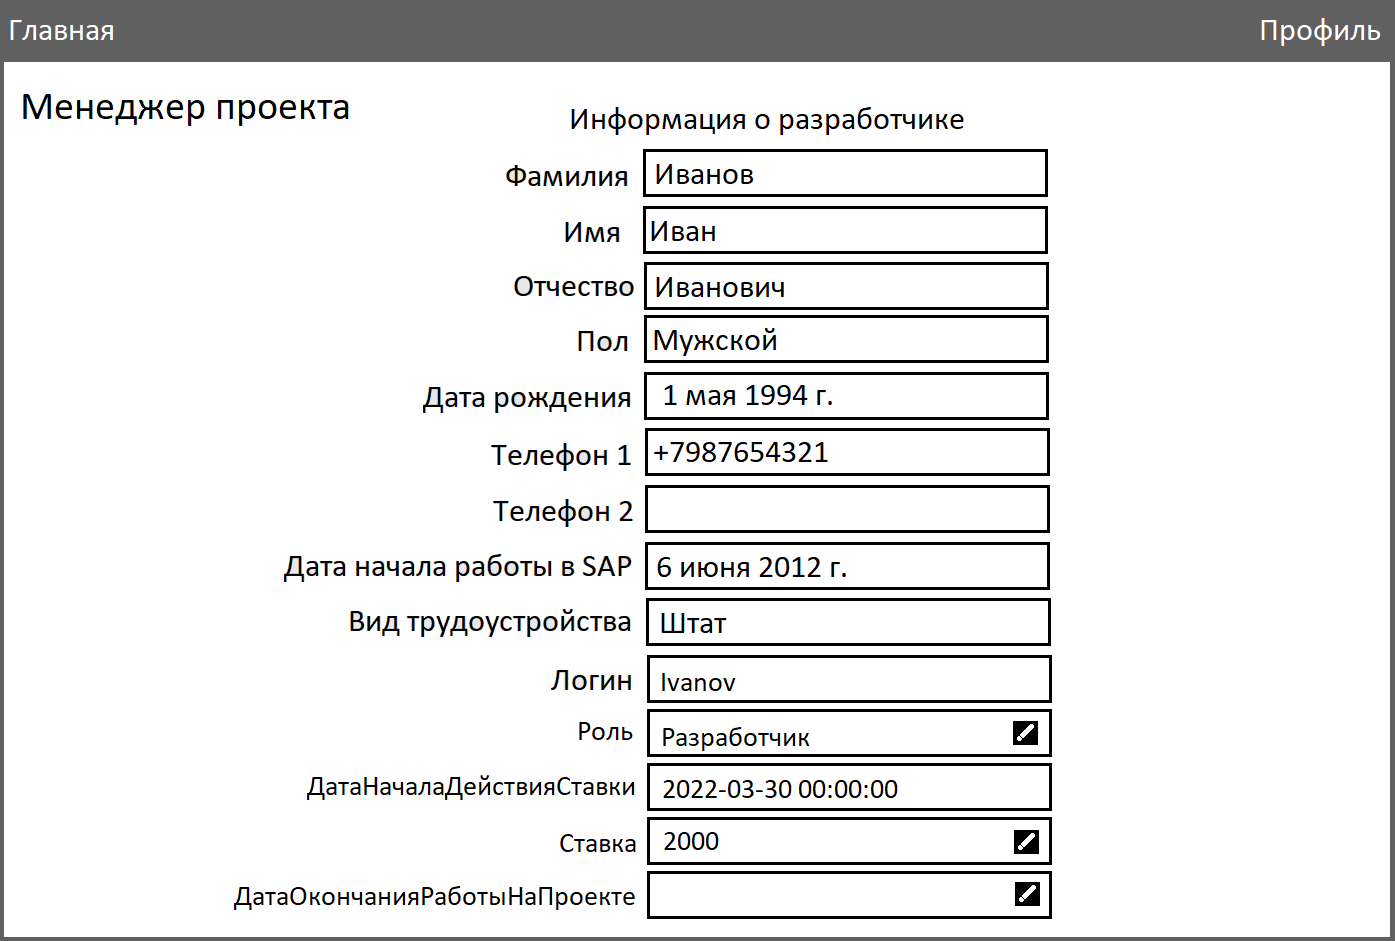 Главная Профиль
Менеджер проекта
Информация о разработчике
Фамилия Иванов
Имя Иван
Отчество Иванович
Пол Мужской
Дата рождения 1 мая 1994 г.
Телефон 1 +7987654321
Телефон 2
Дата начала работы в SAP 6 июня 2012 г.
Вид трудоустройства Штат
Логин Ivanov
Роль Разработчик
ДатаНачалаДействияСтавки 2022-03-30 00:00:00
Ставка 2000
ДатаОкончанияРаботыНаПроекте